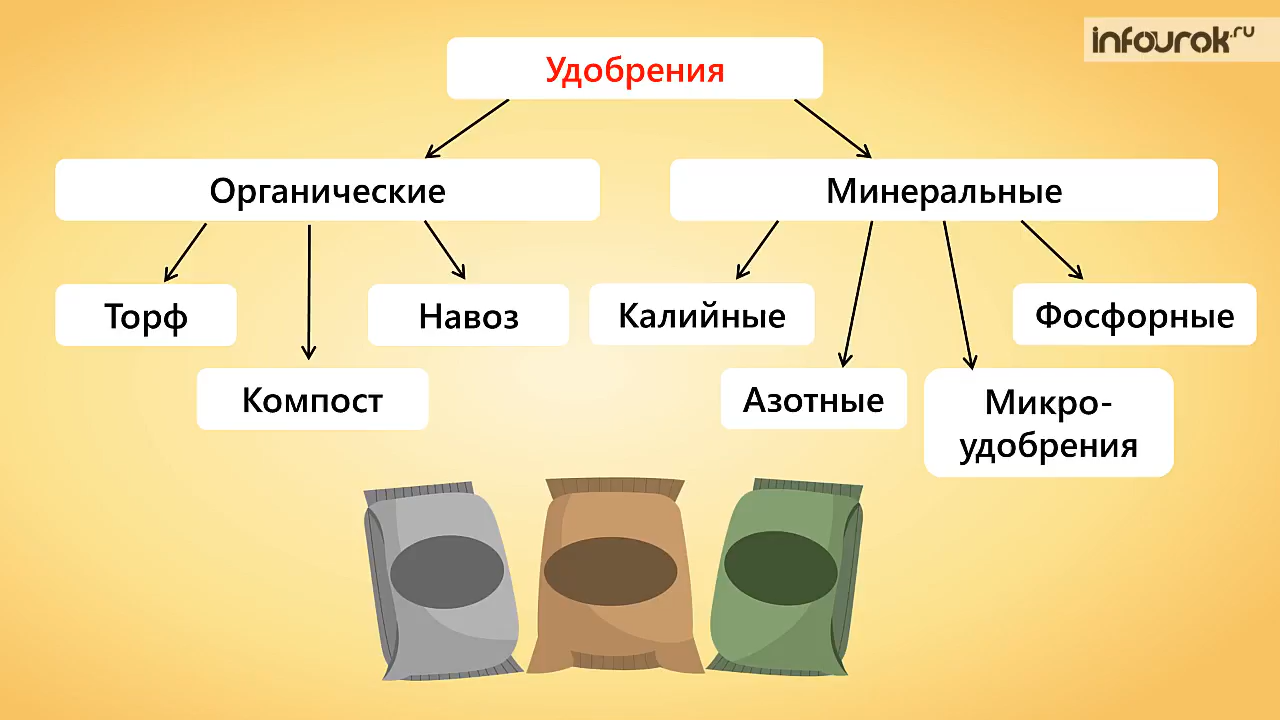 infourok.ru
Удобрения
Органические
Минеральные
Торф
Навоз
Калийные
Фосфорные
Компост
Азотные
Микро-
удобрения